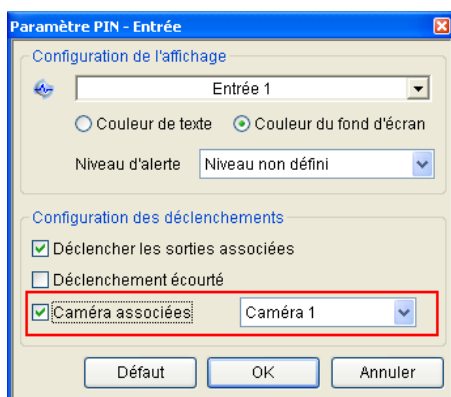 Paramètre PIN - Entrée
Configuration de l'affichage
Entrée 1
Couleur de texte Couleur du fond d'écran
Niveau d'alerte Niveau non défini
Configuration des déclenchements
Déclencher les sorties associées
Déclenchement écourté
Caméra associées Caméra 1
Défaut OK Annuler